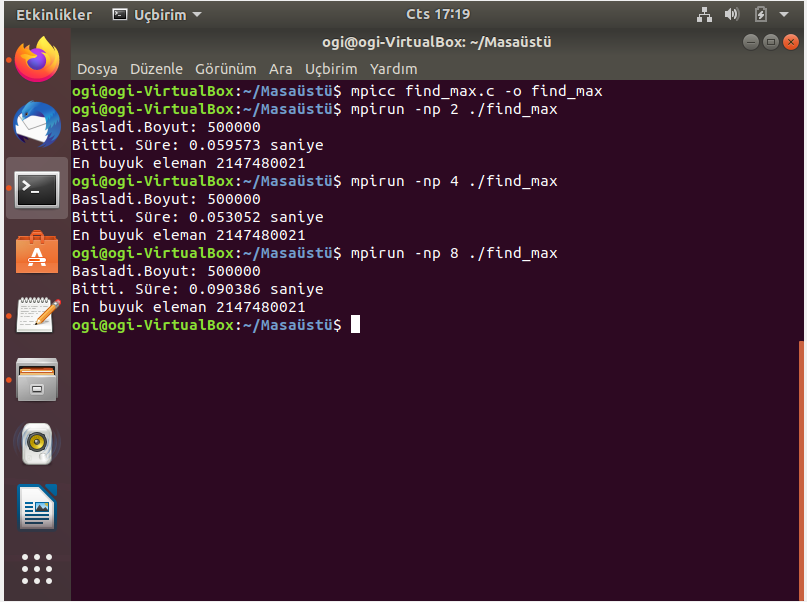 Etkinlikler Uçbirim Cts 17:19
ogi@ogi-VirtualBox: ~/Masaüstü
Dosya Düzenle Görünüm Ara Uçbirim Yardım
ogi@ogi-VirtualBox:~/Masaüstü$ mpicc find_max.c -o find_max
ogi@ogi-VirtualBox:~/Masaüstü$ mpirun -np 2 ./find_max
Basladi.Boyut: 500000
Bitti. Süre: 0.059573 saniye
En buyuk eleman 2147480021
ogi@ogi-VirtualBox:~/Masaüstü$ mpirun -np 4 ./find_max
Basladi.Boyut: 500000
Bitti. Süre: 0.053052 saniye
En buyuk eleman 2147480021
ogi@ogi-VirtualBox:~/Masaüstü$ mpirun -np 8 ./find_max
Basladi.Boyut: 500000
Bitti. Süre: 0.090386 saniye
En buyuk eleman 2147480021
ogi@ogi-VirtualBox:~/Masaüstü$